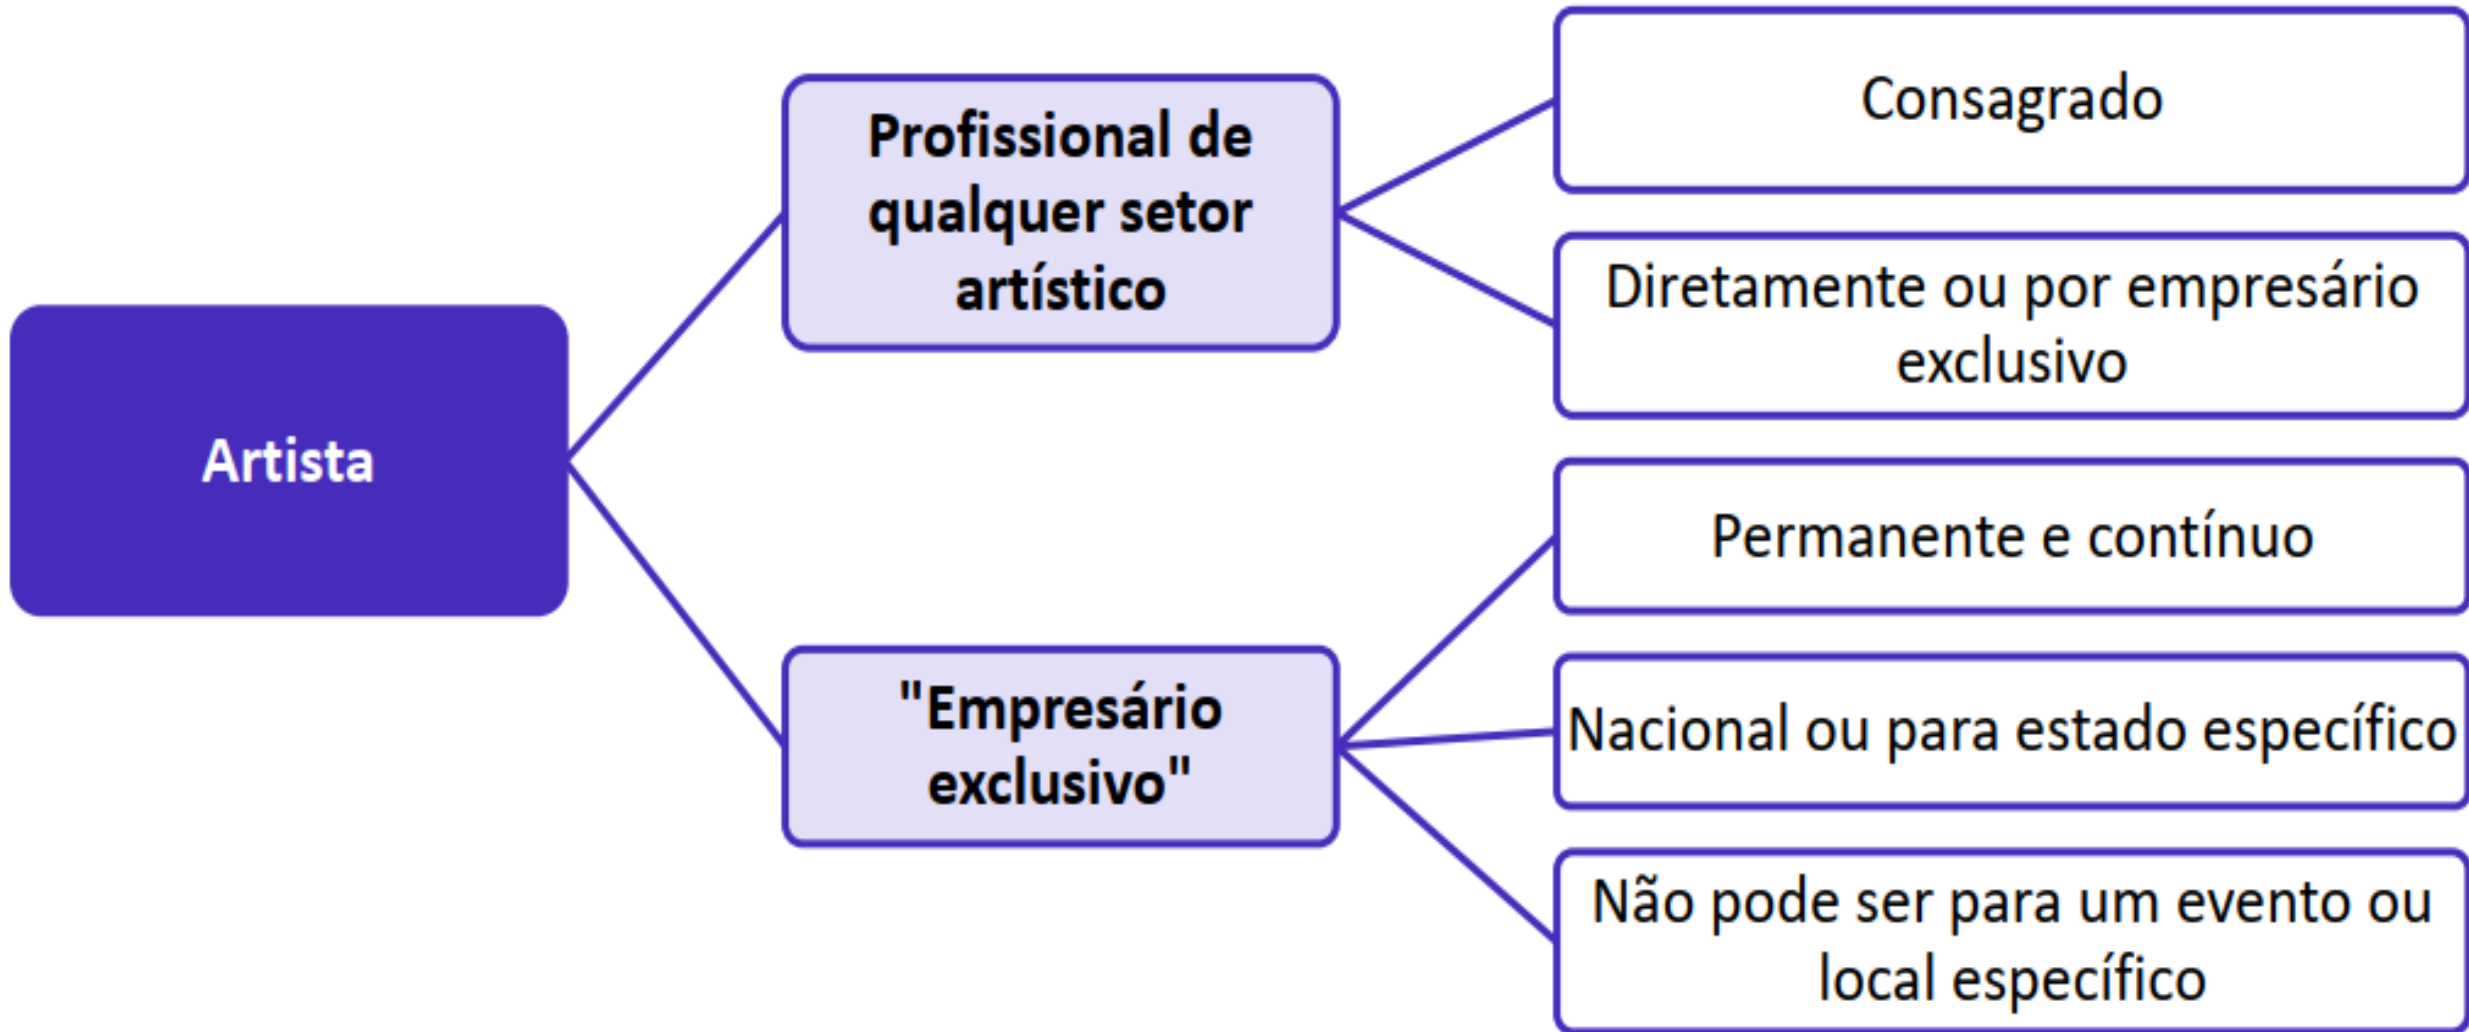 Artista
Profissional de
qualquer setor
artístico
Consagrado
Diretamente ou por empresário
exclusivo
"Empresário
exclusivo"
Permanente e contínuo
Nacional ou para estado específico
Não pode ser para um evento ou
local específico